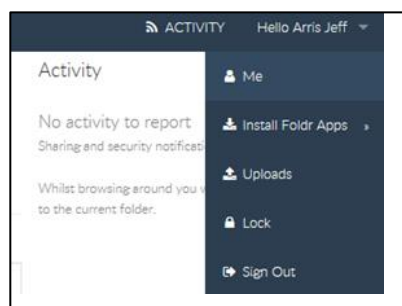 ACTIVITY Hello Arris Jeff
Activity
No activity to report
Sharing and security notificati
Whilst browsing around you
to the current folder.
Me
Install Foldr Apps »
Uploads
Lock
Sign Out